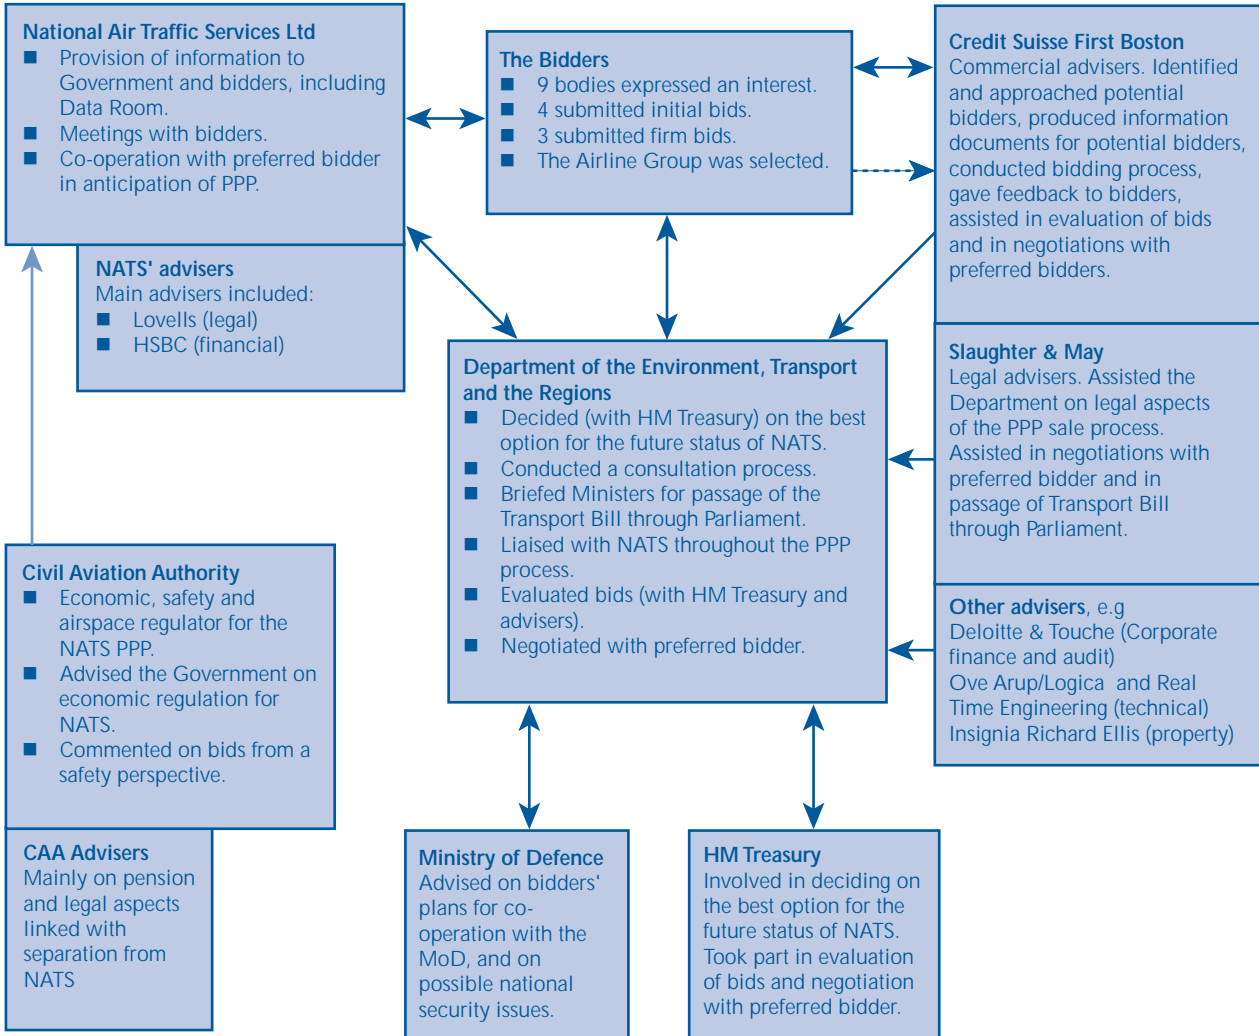 National Air Traffic Services Ltd
■ Provision of information to
Government and bidders, including
Data Room.
■ Meetings with bidders.
■ Co-operation with preferred bidder
in anticipation of PPP.
NATS' advisers
Main advisers included:
■ Lovells (legal)
■ HSBC (financial)
The Bidders
■ 9 bodies expressed an interest.
■ 4 submitted initial bids.
■ 3 submitted firm bids.
■ The Airline Group was selected.
Credit Suisse First Boston
Commercial advisers. Identified
and approached potential
bidders, produced information
documents for potential bidders,
conducted bidding process,
gave feedback to bidders,
assisted in evaluation of bids
and in negotiations with
preferred bidders.
Department of the Environment, Transport
and the Regions
■ Decided (with HM Treasury) on the best
option for the future status of NATS.
■ Conducted a consultation process.
■ Briefed Ministers for passage of the
Transport Bill through Parliament.
■ Liaised with NATS throughout the PPP
process.
■ Evaluated bids (with HM Treasury and
advisers).
■ Negotiated with preferred bidder.
Slaughter & May
Legal advisers. Assisted the
Department on legal aspects
of the PPP sale process.
Assisted in negotiations with
preferred bidder and in
passage of Transport Bill
through Parliament.
Other advisers, e.g
Deloitte & Touche (Corporate
finance and audit)
Ove Arup/Logica and Real
Time Engineering (technical)
Insignia Richard Ellis (property)
Civil Aviation Authority
■ Economic, safety and
airspace regulator for the
NATS PPP.
■ Advised the Government on
economic regulation for
NATS.
■ Commented on bids from a
safety perspective.
CAA Advisers
Mainly on pension
and legal aspects
linked with
separation from
NATS
Ministry of Defence
Advised on bidders'
plans for co-
operation with the
MoD, and on
possible national
security issues.
HM Treasury
Involved in deciding on
the best option for the
future status of NATS.
Took part in evaluation
of bids and negotiation
with preferred bidder.